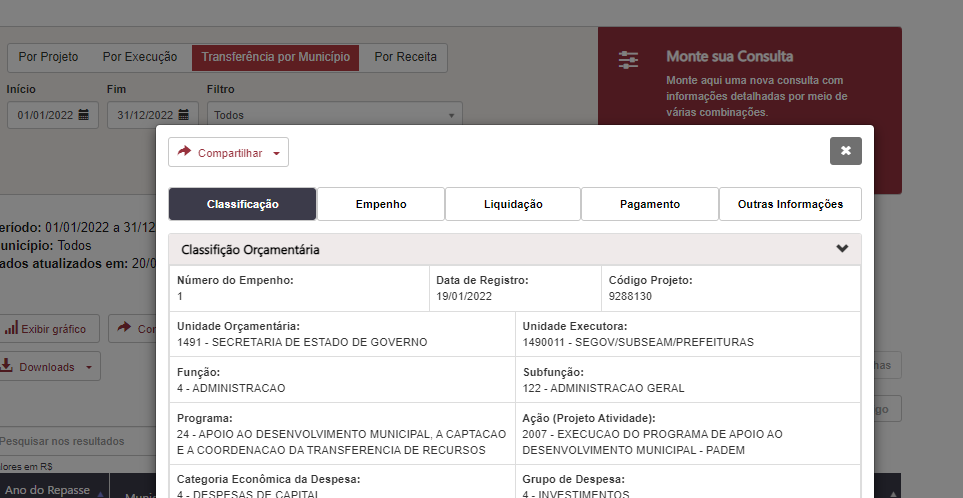 Por Projeto Por Execução Transferência por Município Por Receita
Monte sua Consulta
Monte aqui uma nova consulta com
informações detalhadas por meio de
várias combinações.
Início Fim Filtro
01/01/2022 31/12/2022 Todos
Compartilhar
Classificação Empenho Liquidação Pagamento Outras Informações
Classifição Orçamentária
Número do Empenho: Data de Registro: Código Projeto:
1 19/01/2022 9288130
Unidade Orçamentária: Unidade Executora:
1491 - SECRETARIA DE ESTADO DE GOVERNO 1490011 - SEGOV/SUBSEAM/PREFEITURAS
Função: Subfunção:
4 - ADMINISTRACAO 122 - ADMINISTRACAO GERAL
Programa: Ação (Projeto Atividade):
24 - APOIO AO DESENVOLVIMENTO MUNICIPAL, A CAPTACAO 2007 - EXECUCAO DO PROGRAMA DE APOIO AO
E A COORDENACAO DA TRANSFERENCIA DE RECURSOS DESENVOLVIMENTO MUNICIPAL - PADEM
Categoria Econômica da Despesa: Grupo de Despesa:
4 - DESPESAS DE CAPITAL 4 - INVESTIMENTOS
eríodo: 01/01/2022 a 31/12
unicípio: Todos
ados atualizados em: 20/0
Exibir gráfico Co
Downloads
has
go
Pesquisar nos resultados
lores em R$
Ano do Repasse Municí